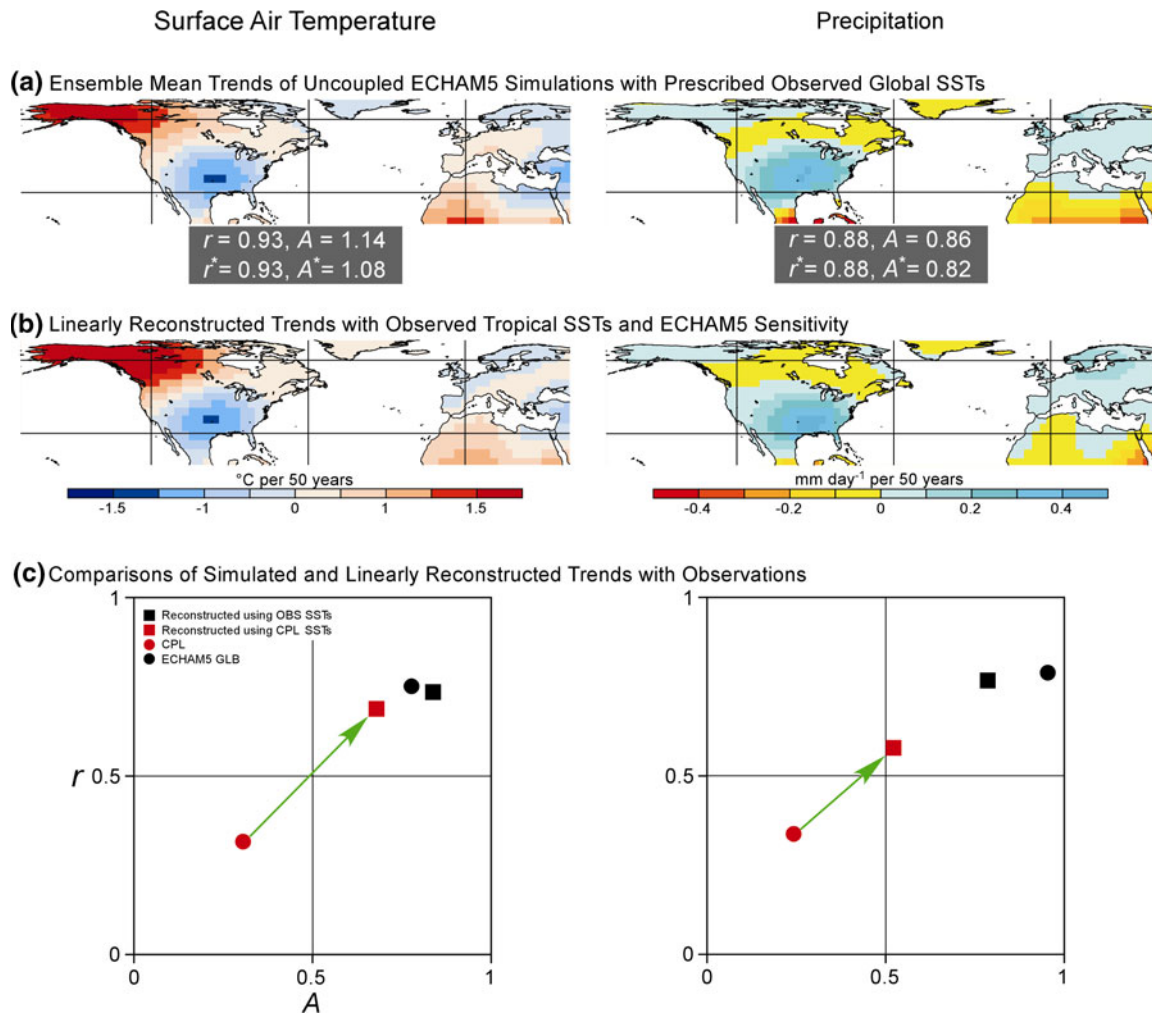 Surface Air Temperature
Precipitation
(a) Ensemble Mean Trends of Uncoupled ECHAM5 Simulations with Prescribed Observed Global SSTs
r = 0.93, A = 1.14
r* = 0.93, A* = 1.08
r = 0.88, A = 0.86
r* = 0.88, A* = 0.82
(b) Linearly Reconstructed Trends with Observed Tropical SSTs and ECHAM5 Sensitivity
°C per 50 years
-1.5 -1 0 1 1.5
mm day-1 per 50 years
-0.4 -0.2 0 0.2 0.4
(c) Comparisons of Simulated and Linearly Reconstructed Trends with Observations
1
Reconstructed using OBS SSTs
Reconstructed using CPL SSTs
CPL
ECHAM5 GLB
r 0.5
0
0 0.5 1
A
1
0.5
0
0 0.5 1